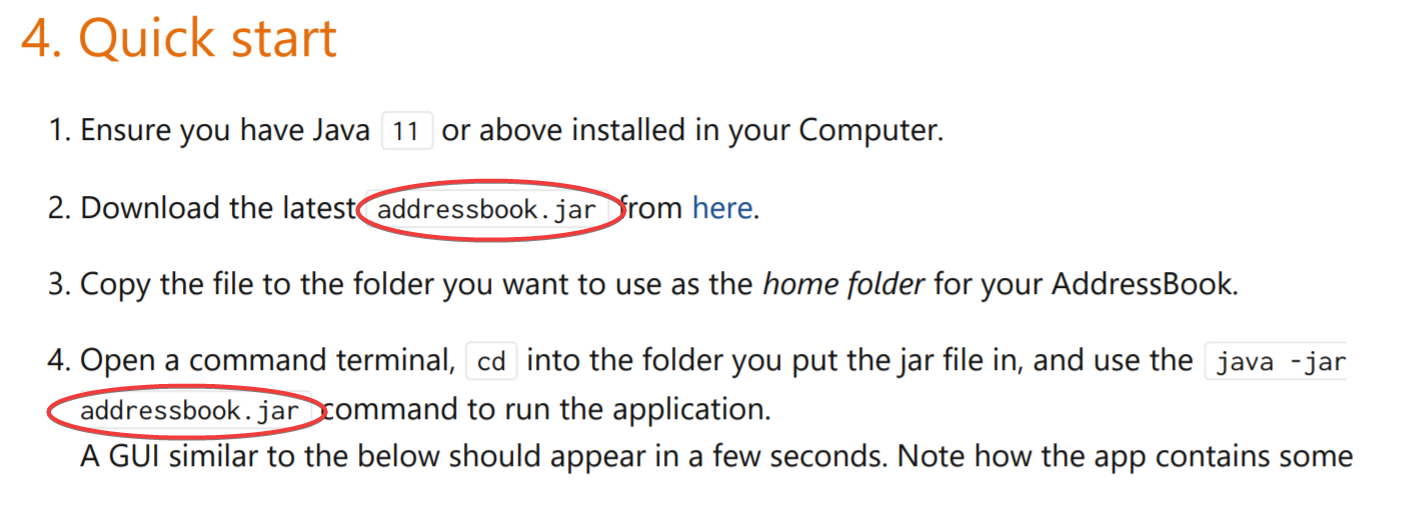 4. Quick start
1. Ensure you have Java 11 or above installed in your Computer.
2. Download the latest addressbook.jar from here.
3. Copy the file to the folder you want to use as the home folder for your AddressBook.
4. Open a command terminal, cd into the folder you put the jar file in, and use the java -jar
addressbook.jar command to run the application.
A GUI similar to the below should appear in a few seconds. Note how the app contains some